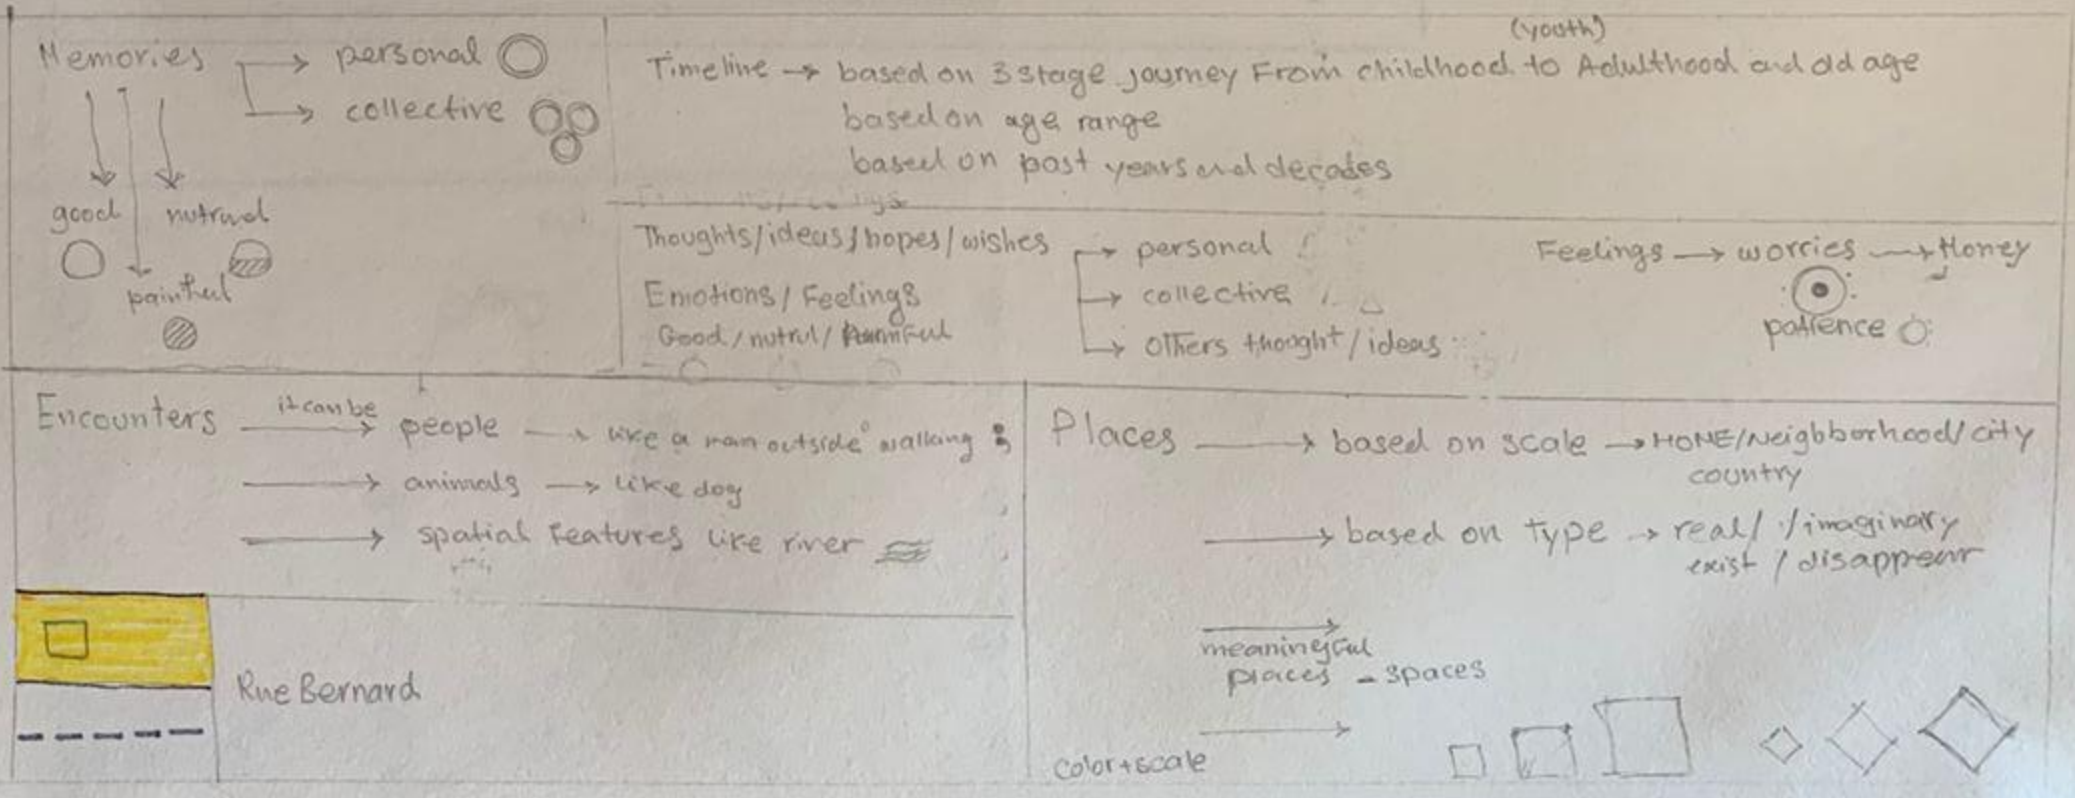 Memories → personal
→ collective
good
nutrual
painful
(youth)
Timeline → based on 3 stage journey From childhood to Adulthood and old age
based on age range
based on past years and decades
Thoughts/ideas/hopes/wishes
Emotions/Feelings
Good/nutrul/
→ personal
→ collective
→ others thought/ideas
Feelings → worries → Honey
patience
Encounters it can be → people → like a man outside walking
→ animals → like dog
→ spatial Features like river
Rue Bernard
Places → based on scale → HOME/Neighborhood/city
country
→ based on type → real/ /imaginary
exist / disappear
→
meaningful
places - spaces
→
color+scale